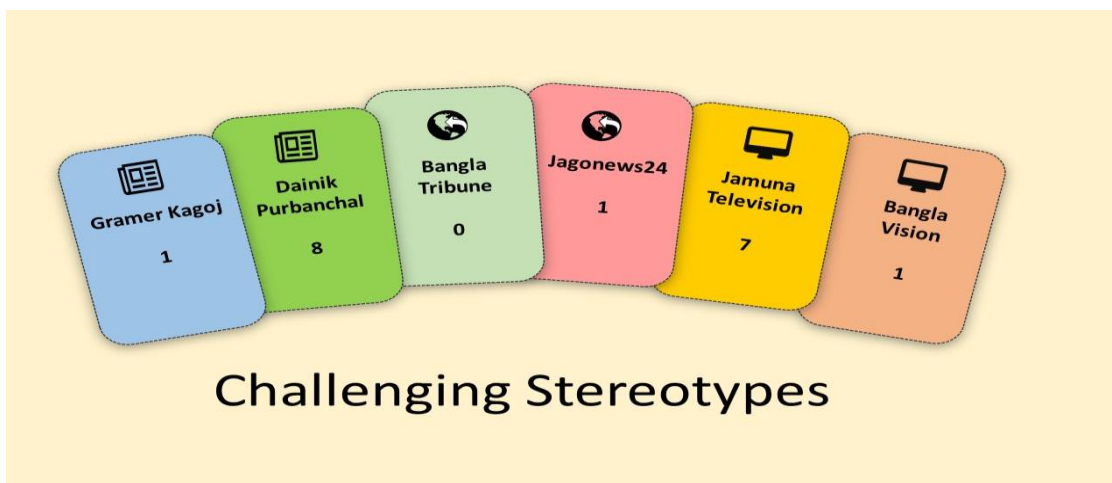 Gramer Kagoj
1
Dainik
Purbanchal
8
Bangla
Tribune
0
Jagonews24
1
Jamuna
Television
7
Bangla
Vision
1
Challenging Stereotypes